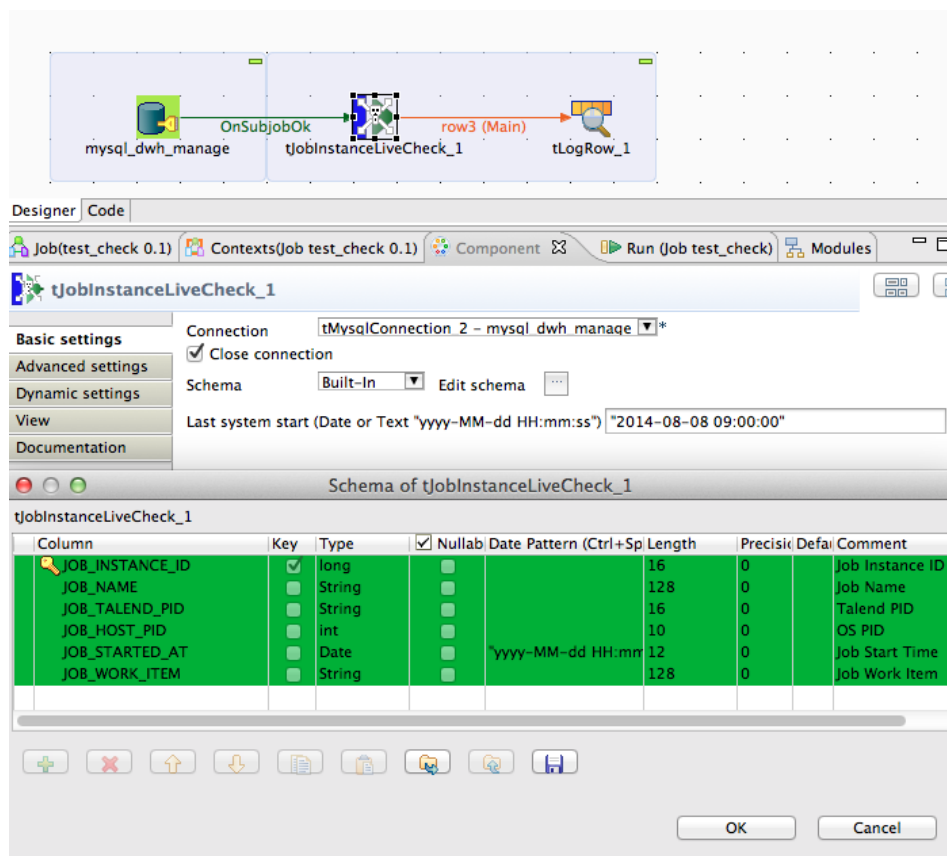 OnSubjobOk row3 (Main)
mysql_dwh_manage tJobInstanceLiveCheck_1 tLogRow_1
Designer Code
Job(test_check 0.1) Contexts(Job test_check 0.1) Component Run (Job test_check) Modules
tJobInstanceLiveCheck_1
Basic settings
Advanced settings
Dynamic settings
View
Documentation
Connection tMysqlConnection_2 - mysql_dwh_manage *
Close connection
Schema Built-In Edit schema ...
Last system start (Date or Text "yyyy-MM-dd HH:mm:ss") "2014-08-08 09:00:00"
Schema of tJobInstanceLiveCheck_1
tJobInstanceLiveCheck_1
Column Key Type Nullab Date Pattern (Ctrl+Sp Length Precisic Defau Comment
JOB_INSTANCE_ID long 16 0 Job Instance ID
JOB_NAME String 128 0 Job Name
JOB_TALEND_PID String 16 0 Talend PID
JOB_HOST_PID int 10 0 OS PID
JOB_STARTED_AT Date "yyyy-MM-dd HH:mm 12 0 Job Start Time
JOB_WORK_ITEM String 128 0 Job Work Item
OK Cancel